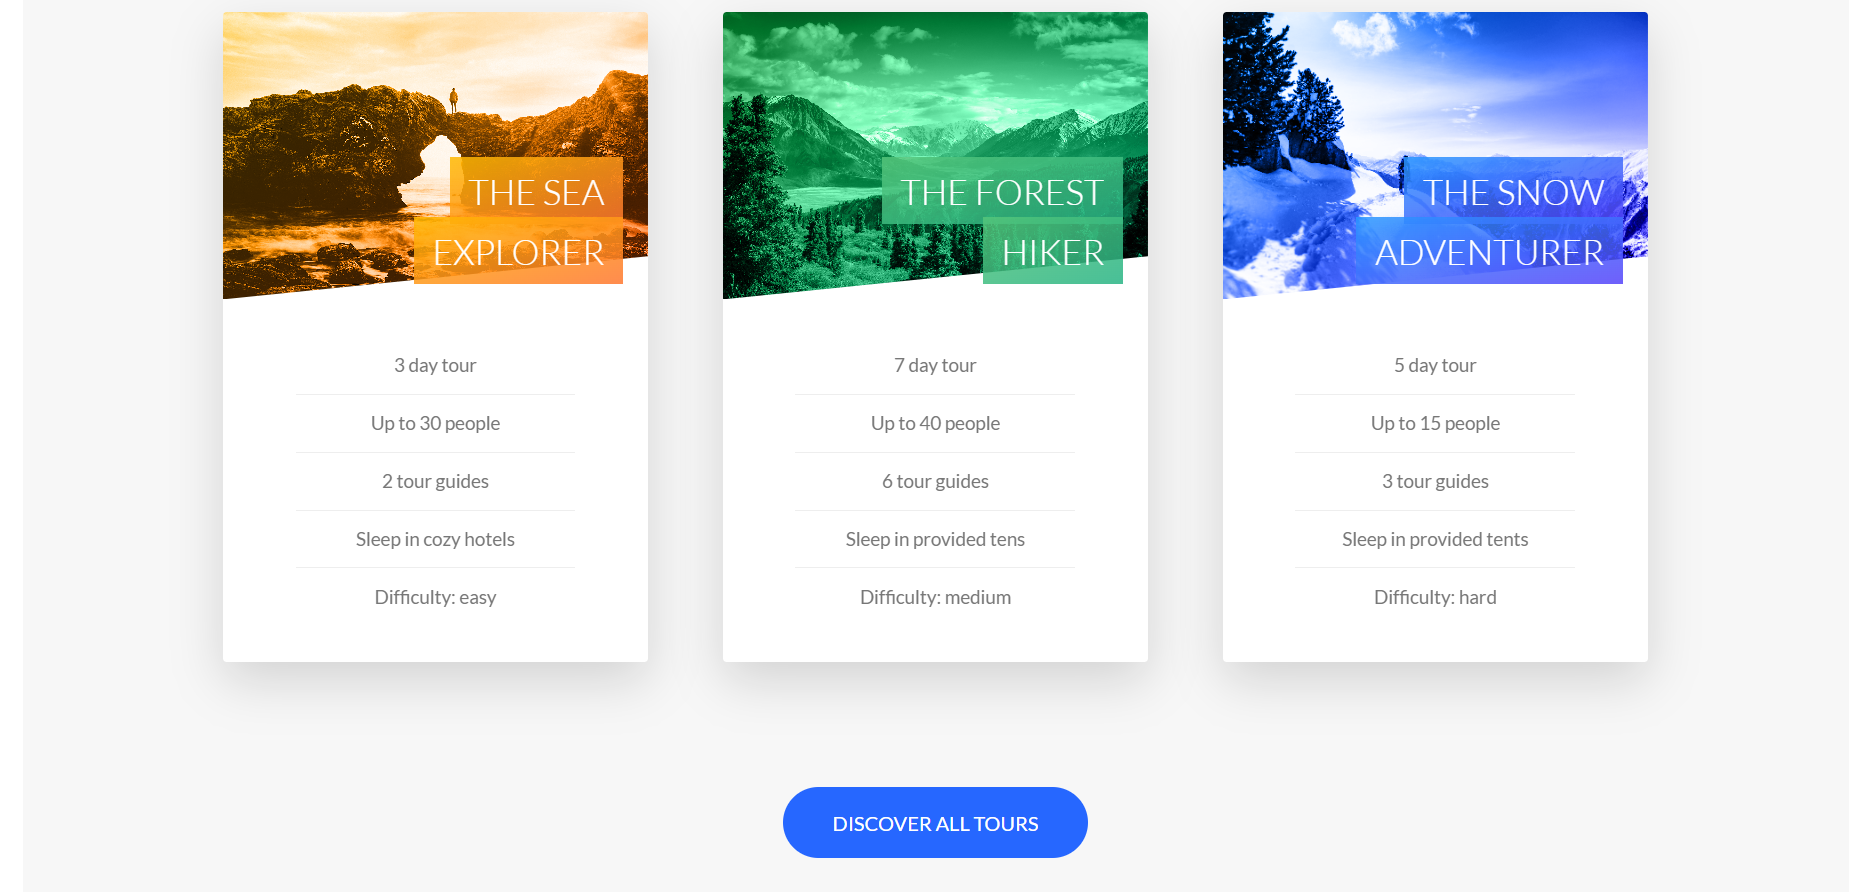 THE SEA
EXPLORER
3 day tour
Up to 30 people
2 tour guides
Sleep in cozy hotels
Difficulty: easy
THE FOREST
HIKER
7 day tour
Up to 40 people
6 tour guides
Sleep in provided tens
Difficulty: medium
THE SNOW
ADVENTURER
5 day tour
Up to 15 people
3 tour guides
Sleep in provided tents
Difficulty: hard
DISCOVER ALL TOURS